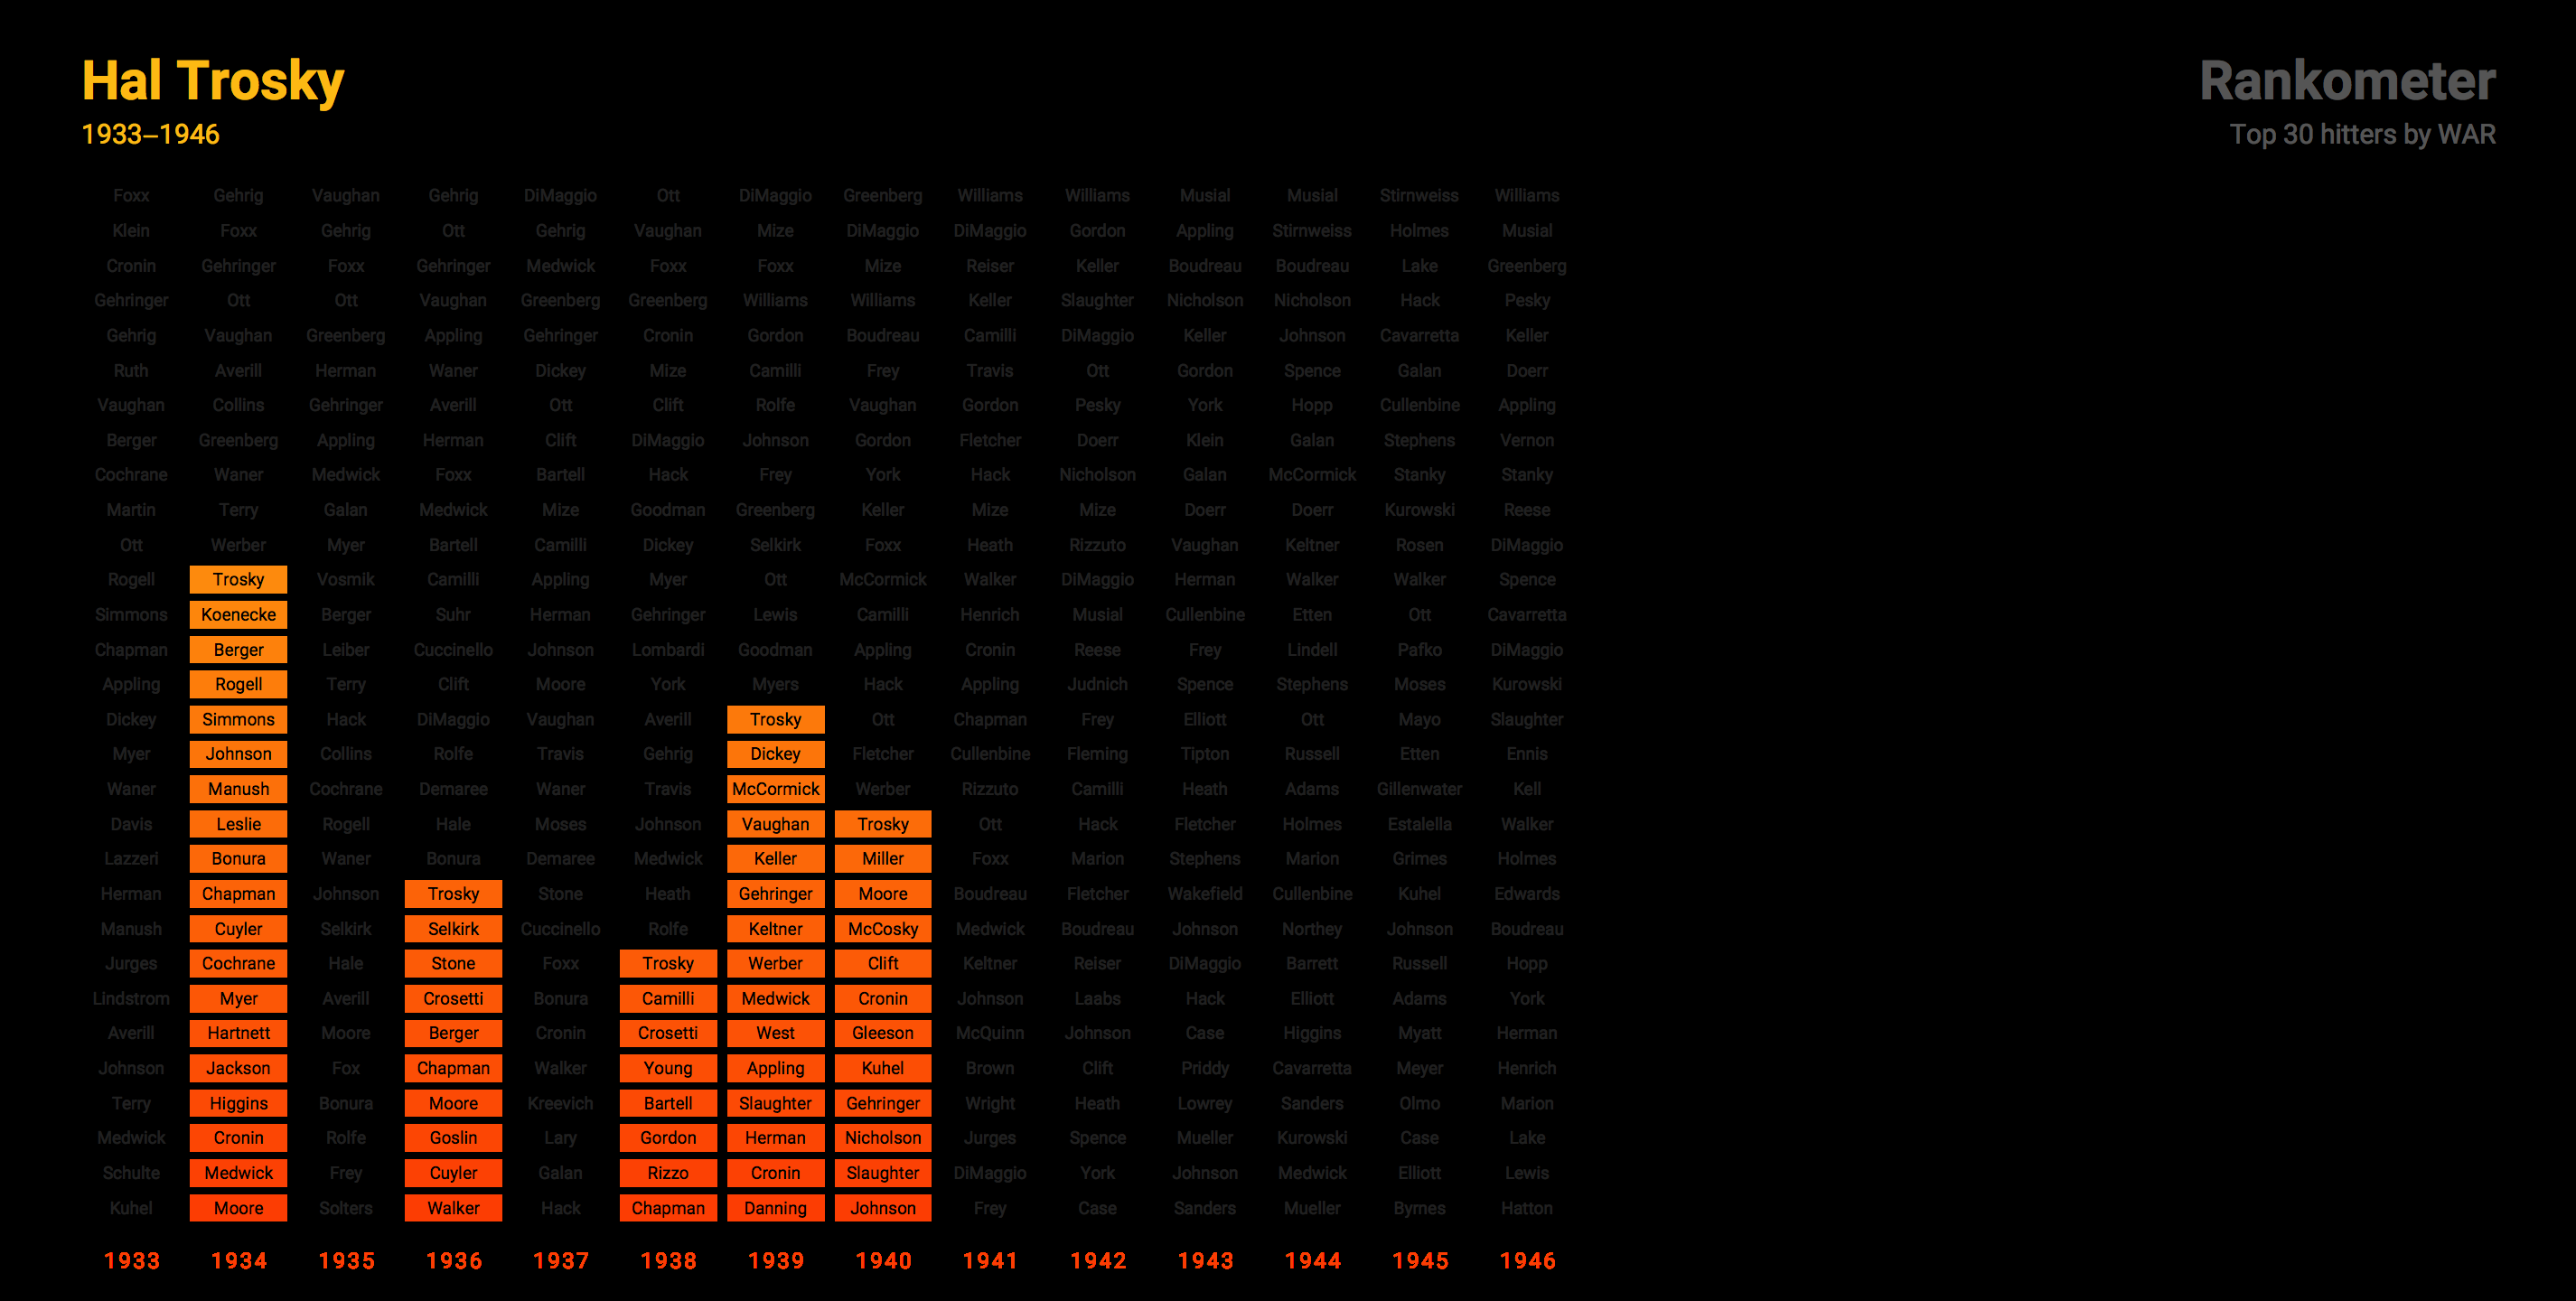 Hal Trosky
1933–1946
Rankometer
Top 30 hitters by WAR
Foxx Gehrig Vaughan Gehrig DiMaggio Ott DiMaggio Greenberg Williams Williams Musial Musial Stirnweiss Williams
Klein Foxx Gehrig Ott Gehrig Vaughan Mize DiMaggio DiMaggio Gordon Appling Stirnweiss Holmes Musial
Cronin Gehringer Foxx Gehringer Medwick Foxx Foxx Mize Reiser Keller Boudreau Boudreau Lake Greenberg
Gehringer Ott Ott Vaughan Greenberg Greenberg Williams Williams Keller Slaughter Nicholson Nicholson Hack Pesky
Gehrig Vaughan Greenberg Appling Gehringer Cronin Gordon Boudreau Camilli DiMaggio Keller Johnson Cavarretta Keller
Ruth Averill Herman Waner Dickey Mize Camilli Frey Travis Ott Gordon Spence Galan Doerr
Vaughan Collins Gehringer Averill Ott Clift Rolfe Vaughan Gordon Pesky York Hopp Cullenbine Appling
Berger Greenberg Appling Herman Clift DiMaggio Johnson Gordon Fletcher Doerr Klein Galan Stephens Vernon
Cochrane Waner Medwick Foxx Bartell Hack Frey York Hack Nicholson Galan McCormick Stanky Stanky
Martin Terry Galan Medwick Mize Goodman Greenberg Keller Mize Mize Doerr Doerr Kurowski Reese
Ott Werber Myer Bartell Camilli Dickey Selkirk Foxx Heath Rizzuto Vaughan Keltner Rosen DiMaggio
Rogell Trosky Vosmik Camilli Appling Myer Ott McCormick Walker DiMaggio Herman Walker Walker Spence
Simmons Koenecke Berger Suhr Herman Gehringer Lewis Camilli Henrich Musial Cullenbine Etten Ott Cavarretta
Chapman Berger Leiber Cuccinello Johnson Lombardi Goodman Appling Cronin Reese Frey Lindell Pafko DiMaggio
Appling Rogell Terry Clift Moore York Myers Hack Appling Judnich Spence Stephens Moses Kurowski
Dickey Simmons Hack DiMaggio Vaughan Averill Trosky Ott Chapman Frey Elliott Ott Mayo Slaughter
Myer Johnson Collins Rolfe Travis Gehrig Dickey Fletcher Cullenbine Fleming Tipton Russell Etten Ennis
Waner Manush Cochrane Demaree Waner Travis McCormick Werber Rizzuto Camilli Heath Adams Gillenwater Kell
Davis Leslie Rogell Hale Moses Johnson Vaughan Trosky Ott Hack Fletcher Holmes Estalella Walker
Lazzeri Bonura Waner Bonura Demaree Medwick Keller Miller Foxx Marion Stephens Marion Grimes Holmes
Herman Chapman Johnson Trosky Stone Heath Gehringer Moore Boudreau Fletcher Wakefield Cullenbine Kuhel Edwards
Manush Cuyler Selkirk Selkirk Cuccinello Rolfe Keltner McCosky Medwick Boudreau Johnson Northey Johnson Boudreau
Jurges Cochrane Hale Stone Foxx Trosky Werber Clift Keltner Reiser DiMaggio Barrett Russell Hopp
Lindstrom Myer Averill Crosetti Bonura Camilli Medwick Cronin Johnson Laabs Hack Elliott Adams York
Averill Hartnett Moore Berger Cronin Crosetti West Gleeson McQuinn Johnson Case Higgins Myatt Herman
Johnson Jackson Fox Chapman Walker Young Appling Kuhel Brown Clift Priddy Cavarretta Meyer Henrich
Terry Higgins Bonura Moore Kreevich Bartell Slaughter Gehringer Wright Heath Lowrey Sanders Olmo Marion
Medwick Cronin Rolfe Goslin Lary Gordon Herman Nicholson Jurges Spence Mueller Kurowski Case Lake
Schulte Medwick Frey Cuyler Galan Rizzo Cronin Slaughter DiMaggio York Johnson Medwick Elliott Lewis
Kuhel Moore Solters Walker Hack Chapman Danning Johnson Frey Case Sanders Mueller Byrnes Hatton
1933 1934 1935 1936 1937 1938 1939 1940 1941 1942 1943 1944 1945 1946